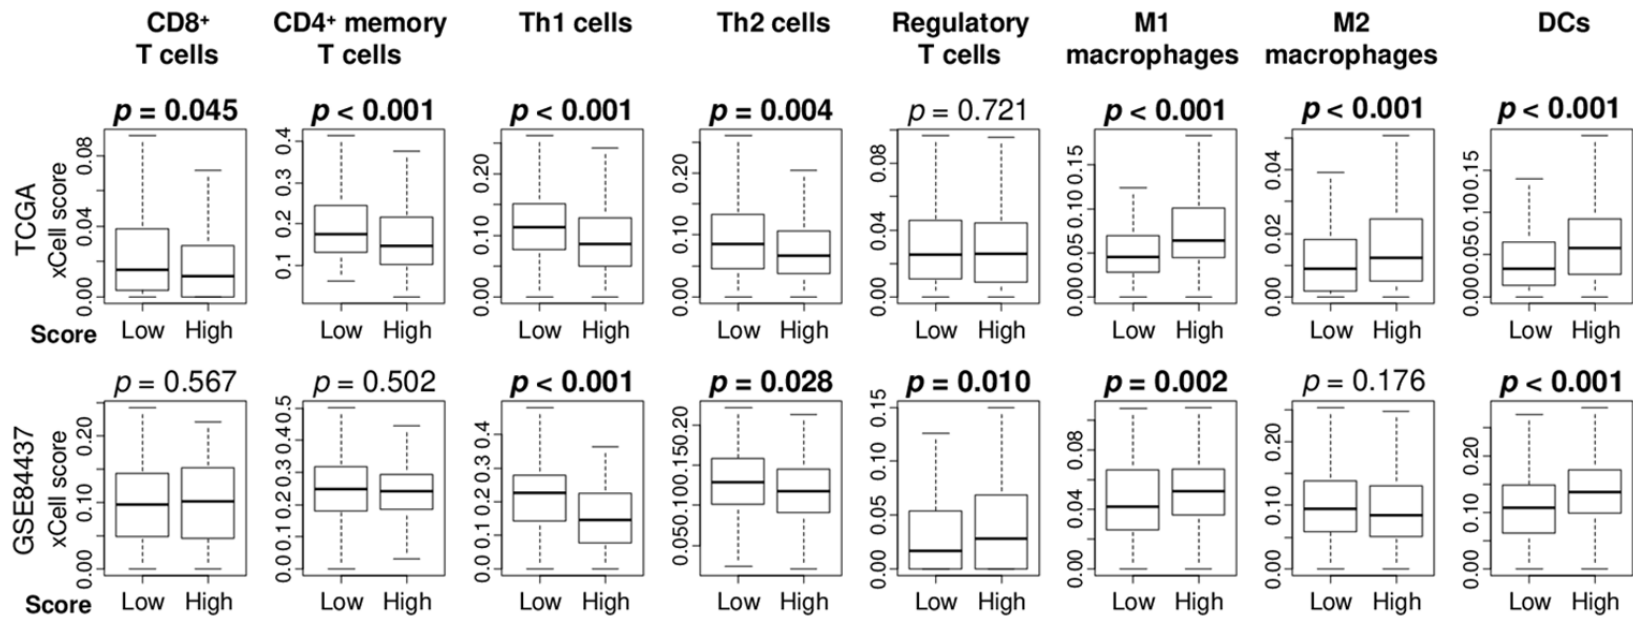 CD8⁺ T cells
CD4⁺ memory T cells
Th1 cells
Th2 cells
Regulatory T cells
M1 macrophages
M2 macrophages
DCs
TCGA
xCell score
p = 0.045
0.00 0.04 0.08
p < 0.001
0.1 0.2 0.3 0.4
p < 0.001
0.00 0.10 0.20
p = 0.004
0.00 0.10 0.20
p = 0.721
0.00 0.04 0.08
p < 0.001
0.00 0.05 0.10 0.15
p < 0.001
0.00 0.02 0.04
p < 0.001
0.00 0.05 0.10 0.15
Score Low High Low High Low High Low High Low High Low High Low High Low High
GSE84437
xCell score
p = 0.567
0.00 0.10 0.20
p = 0.502
0.0 0.1 0.2 0.3 0.4 0.5
p < 0.001
0.0 0.1 0.2 0.3 0.4
p = 0.028
0.05 0.10 0.15 0.20
p = 0.010
0.00 0.05 0.10 0.15
p = 0.002
0.00 0.04 0.08
p = 0.176
0.00 0.10 0.20
p < 0.001
0.00 0.10 0.20
Score Low High Low High Low High Low High Low High Low High Low High Low High